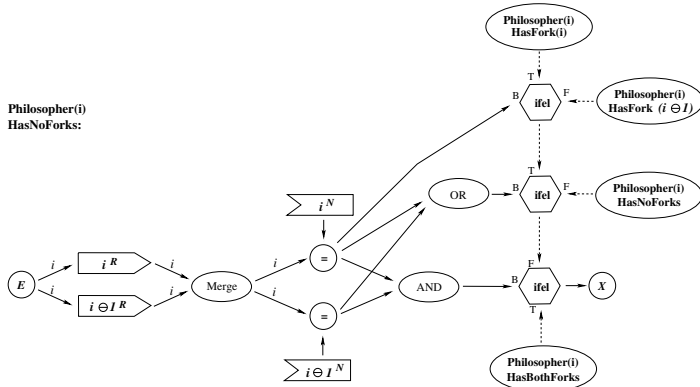 Philosopher(i)
HasFork(i)
T
B
ifel
F
Philosopher(i)
HasFork (i ⊖ 1)
Philosopher(i)
HasNoForks:
T
i N
OR
B
ifel
F
Philosopher(i)
HasNoForks
i
i R
i
i
=
F
E
Merge
AND
B
ifel
X
i
i ⊖ 1 R
i
i
=
T
i ⊖ 1 N
Philosopher(i)
HasBothForks